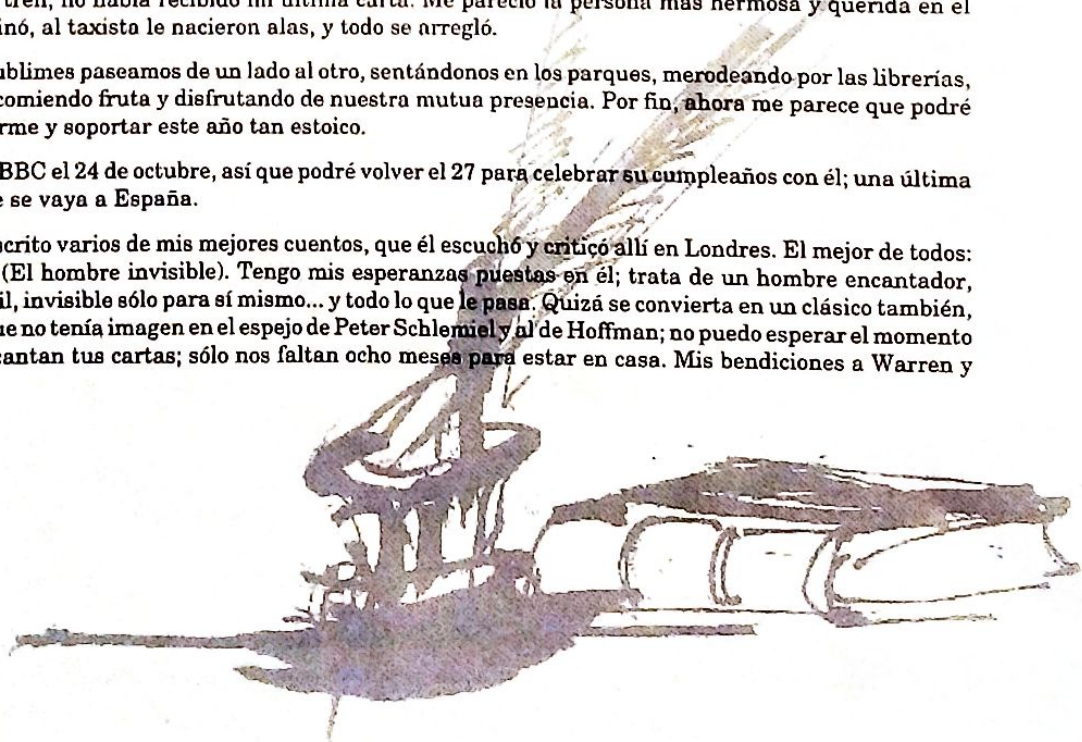 tren, no había recibido mi última carta. Me pareció la persona más hermosa y querida en el
inó, al taxista le nacieron alas, y todo se arregló.
ublimes paseamos de un lado al otro, sentándonos en los parques, merodeando por las librerías,
comiendo fruta y disfrutando de nuestra mutua presencia. Por fin, ahora me parece que podré
rme y soportar este año tan estoico.
BBC el 24 de octubre, así que podré volver el 27 para celebrar su cumpleaños con él; una última
e se vaya a España.
scrito varios de mis mejores cuentos, que él escuchó y criticó allí en Londres. El mejor de todos:
(El hombre invisible). Tengo mis esperanzas puestas en él; trata de un hombre encantador,
il, invisible sólo para sí mismo... y todo lo que le pasa. Quizá se convierta en un clásico también,
ue no tenía imagen en el espejo de Peter Schlemiel y al de Hoffman; no puedo esperar el momento
cantan tus cartas; sólo nos faltan ocho meses para estar en casa. Mis bendiciones a Warren y